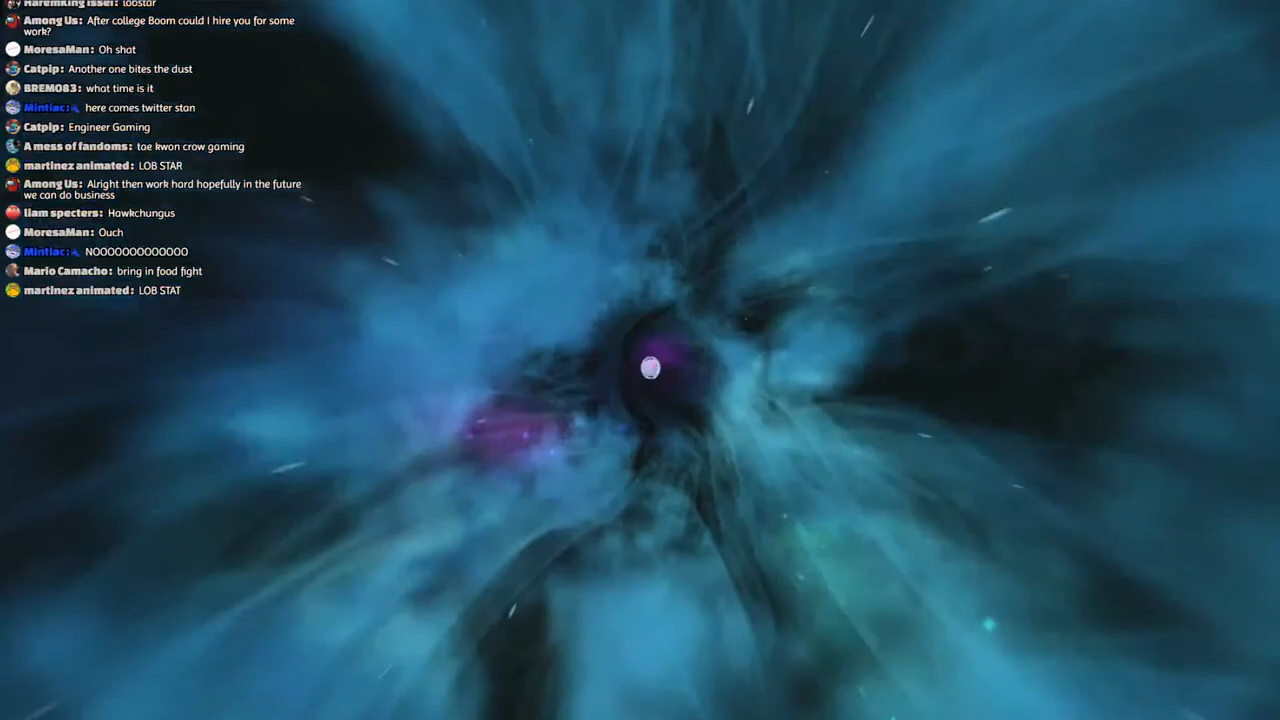 HaremKing Issei: lobstar
Among Us: After college Boom could I hire you for some
work?
MoresaMan: Oh shat
Catpip: Another one bites the dust
BREMO83: what time is it
Mintiac: here comes twitter stan
Catpip: Engineer Gaming
A mess of fandoms: tae kwon crow gaming
martinez animated: LOB STAR
Among Us: Alright then work hard hopefully in the future
we can do business
liam specters: Hawkchungus
MoresaMan: Ouch
Mintiac: NOOOOOOOOOOOOO
Mario Camacho: bring in food fight
martinez animated: LOB STAT